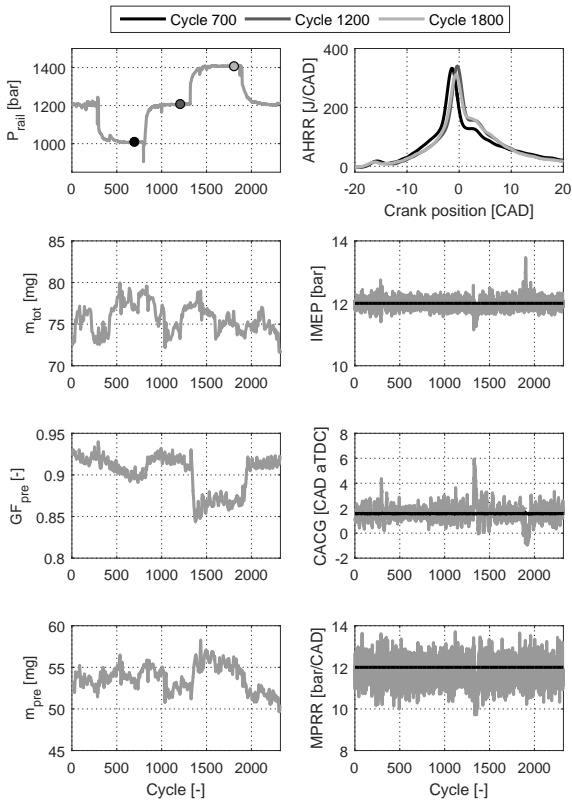 Cycle 700 Cycle 1200 Cycle 1800
P_rail [bar]
1400
1200
1000
0 500 1000 1500 2000
AHRR [J/CAD]
400
200
0
-20 -10 0 10 20
Crank position [CAD]
m_tot [mg]
85
80
75
70
0 500 1000 1500 2000
IMEP [bar]
14
12
10
0 500 1000 1500 2000
GF_pre [-]
0.95
0.9
0.85
0.8
0 500 1000 1500 2000
CACG [CAD aTDC]
8
6
4
2
0
-2
0 500 1000 1500 2000
m_pre [mg]
60
55
50
45
0 500 1000 1500 2000
Cycle [-]
MPRR [bar/CAD]
14
12
10
8
0 500 1000 1500 2000
Cycle [-]